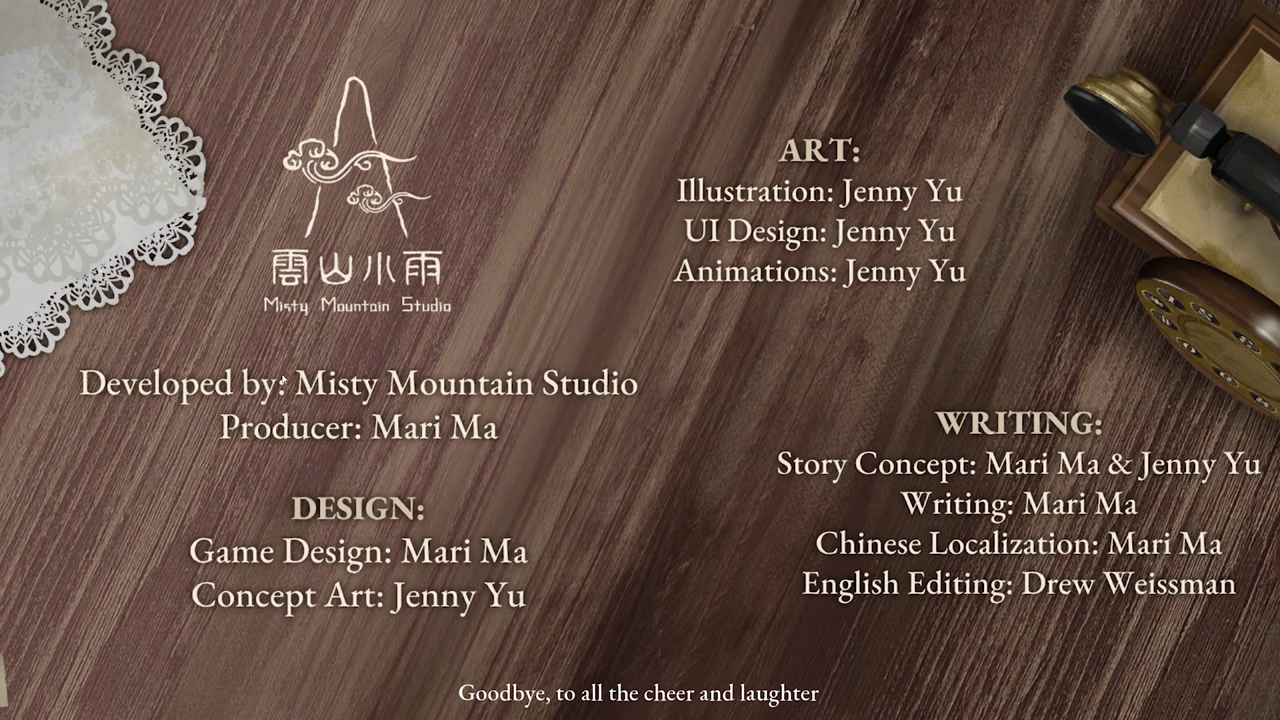 雲山小雨
Misty Mountain Studio
Developed by: Misty Mountain Studio
Producer: Mari Ma
DESIGN:
Game Design: Mari Ma
Concept Art: Jenny Yu
ART:
Illustration: Jenny Yu
UI Design: Jenny Yu
Animations: Jenny Yu
WRITING:
Story Concept: Mari Ma & Jenny Yu
Writing: Mari Ma
Chinese Localization: Mari Ma
English Editing: Drew Weissman
Goodbye, to all the cheer and laughter